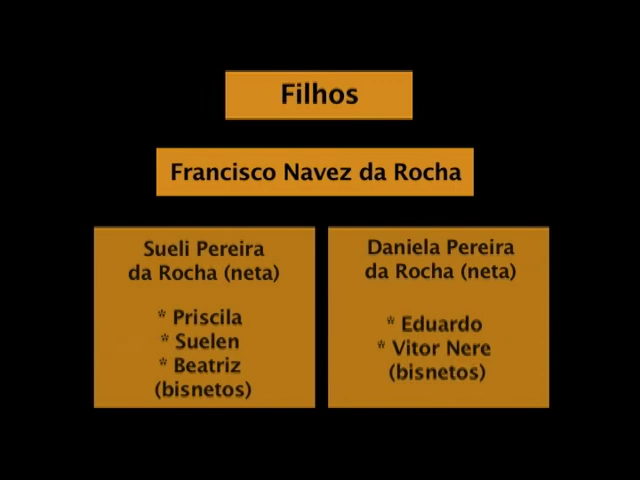 Filhos
Francisco Navez da Rocha
Sueli Pereira
da Rocha (neta)
* Priscila
* Suelen
* Beatriz
(bisnetos)
Daniela Pereira
da Rocha (neta)
* Eduardo
* Vitor Nere
(bisnetos)